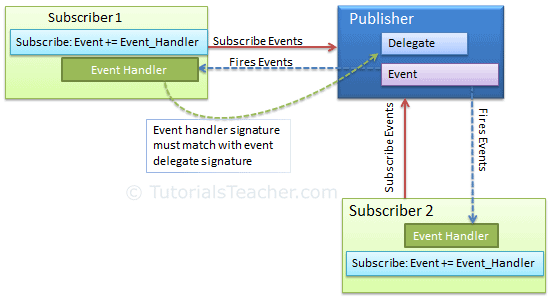 Subscriber 1
Subscribe: Event += Event_Handler
Event Handler
Subscribe Events
Fires Events
Publisher
Delegate
Event
Event handler signature
must match with event
delegate signature
Subscribe Events
Fires Events
© TutorialsTeacher.com
Subscriber 2
Event Handler
Subscribe: Event += Event_Handler